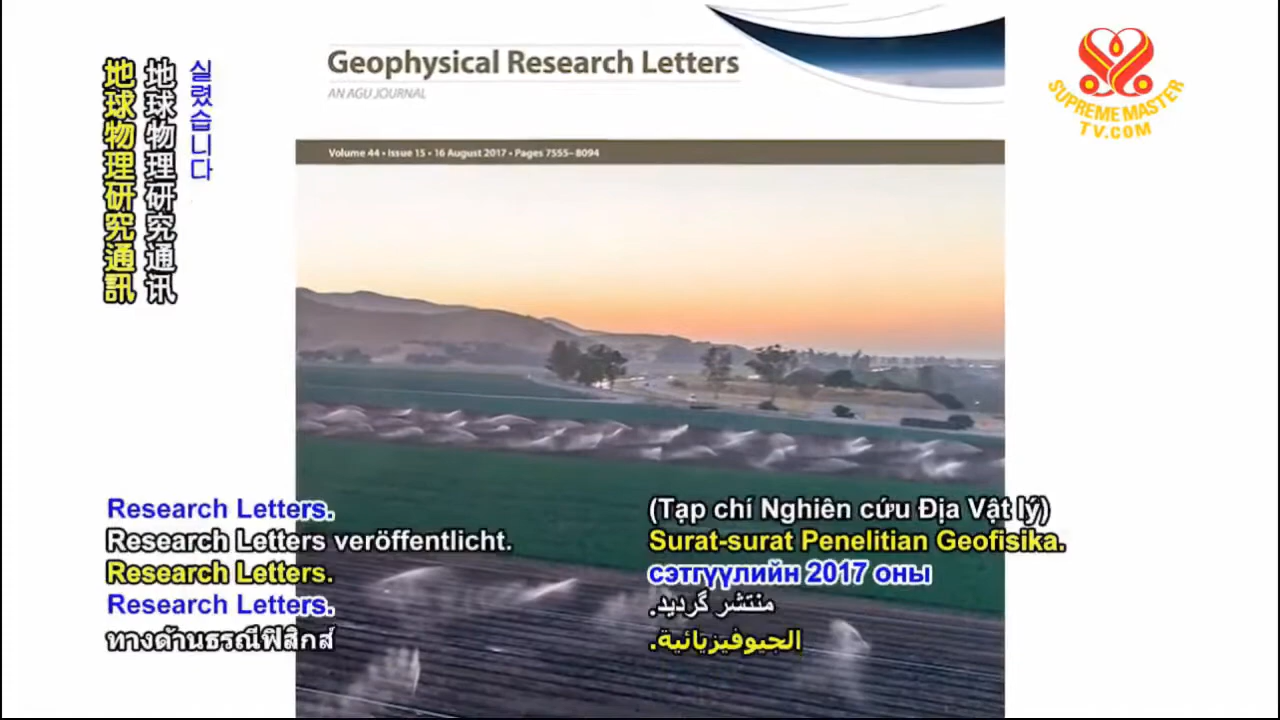 Geophysical Research Letters
AN AGU JOURNAL
Volume 44 • Issue 15 • 16 August 2017 • Pages 7555–8094
SUPREME MASTER
TV.COM
실렸습니다
地球物理研究通讯
地球物理研究通訊
Research Letters.
Research Letters veröffentlicht.
Research Letters.
Research Letters.
ทางด้านธรณีฟิสิกส์
(Tạp chí Nghiên cứu Địa Vật lý)
Surat-surat Penelitian Geofisika.
сэтгүүлийн 2017 оны
منتشر گردید.
الجيوفيزيائية.